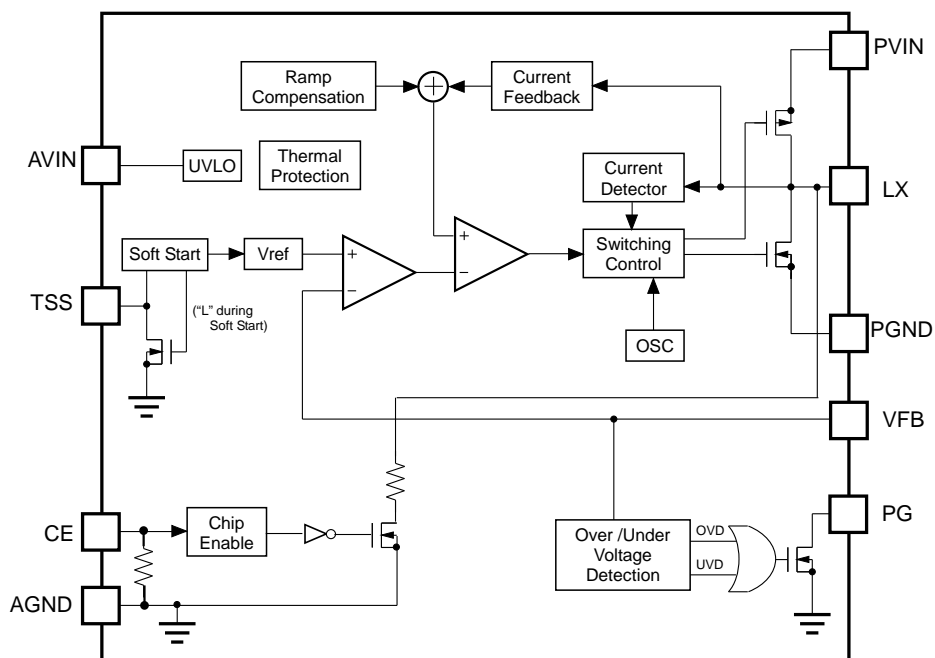 PVIN
Ramp
Compensation
+
Current
Feedback
AVIN
UVLO
Thermal
Protection
Current
Detector
LX
Soft Start
Vref
+
−
+
−
Switching
Control
TSS
("L" during
Soft Start)
OSC
PGND
VFB
CE
Chip
Enable
PG
Over /Under
Voltage
Detection
OVD
UVD
AGND